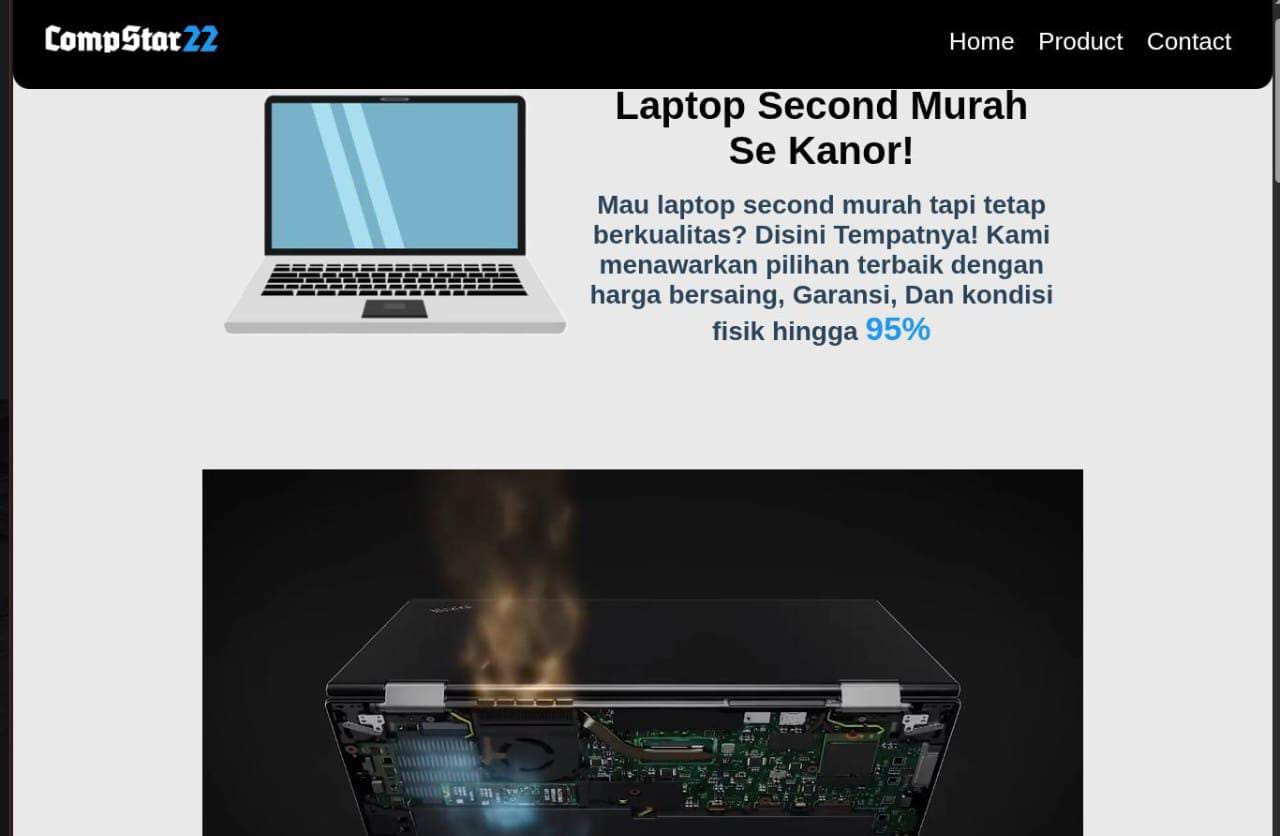 CompStar22
Home Product Contact
Laptop Second Murah
Se Kanor!
Mau laptop second murah tapi tetap
berkualitas? Disini Tempatnya! Kami
menawarkan pilihan terbaik dengan
harga bersaing, Garansi, Dan kondisi
fisik hingga 95%